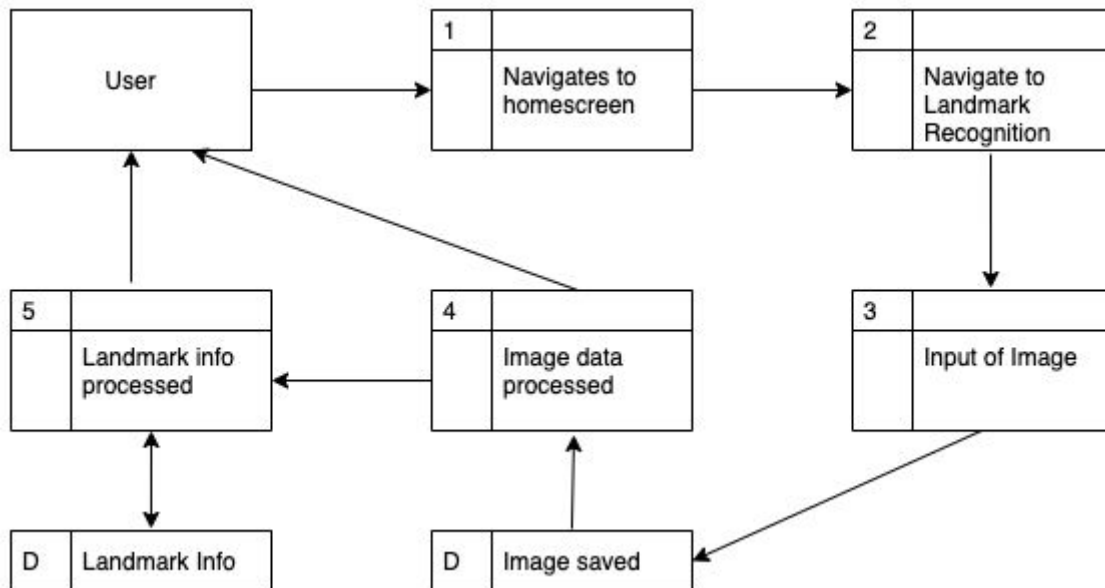 User
1
Navigates to
homescreen
2
Navigate to
Landmark
Recognition
5
Landmark info
processed
4
Image data
processed
3
Input of Image
D
Landmark Info
D
Image saved